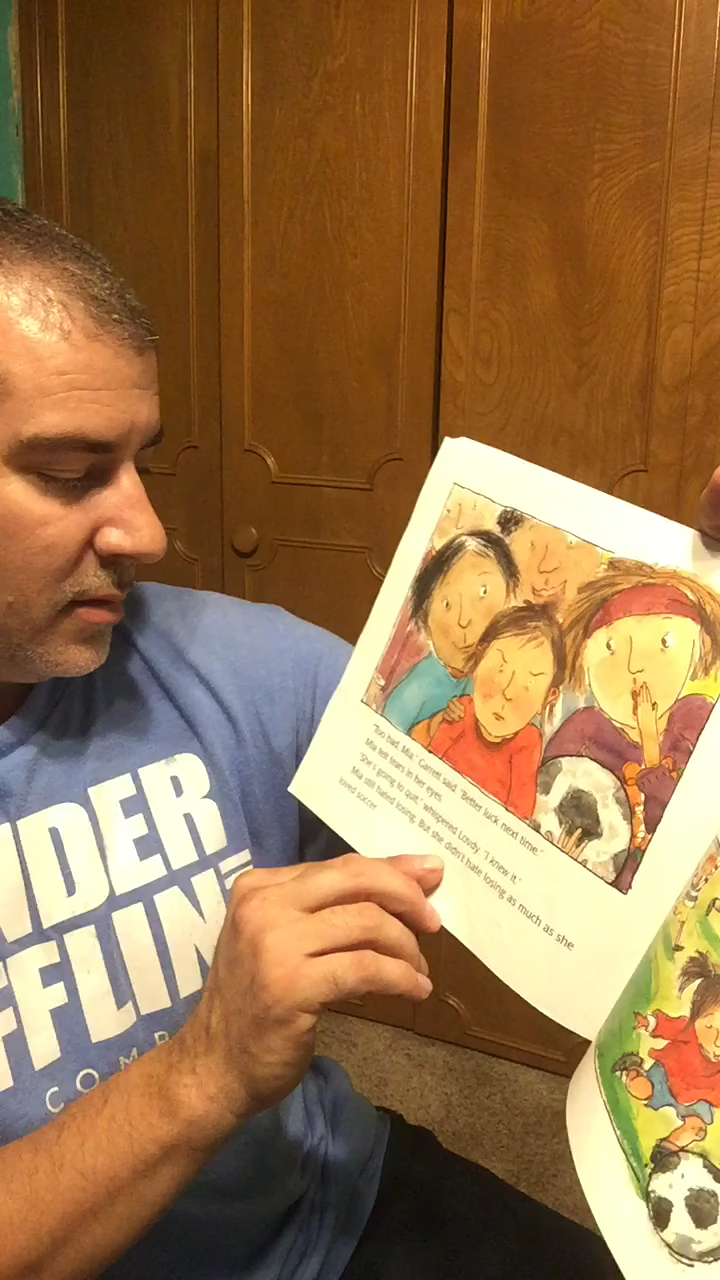 NDER
FFLIN
COMP
"Too bad, Mia," Garrett said. "Better luck next time."
Mia felt tears in her eyes.
"She's going to quit," whispered Lovdy. "I knew it."
Mia still hated losing. But she didn't hate losing as much as she
loved soccer.